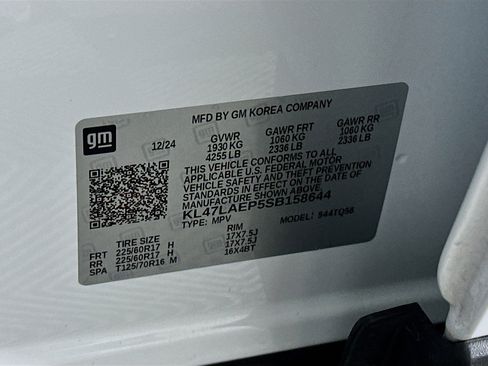 MFD BY GM KOREA COMPANY
gm
12/24
GVWR GAWR FRT GAWR RR
1930 KG 1060 KG 1060 KG
4255 LB 2336 LB 2336 LB
THIS VEHICLE CONFORMS TO ALL
APPLICABLE U.S. FEDERAL MOTOR
VEHICLE SAFETY AND THEFT PREVENTION
STANDARDS IN EFFECT ON THE DATE OF
MANUFACTURE SHOWN ABOVE.
KL47LAEP5SB158644
TYPE: MPV MODEL: 944TQ56
TIRE SIZE RIM
FRT 225/60R17 H 17X7.5J
RR 225/60R17 H 17X7.5J
SPA T125/70R16 M 16X4BT